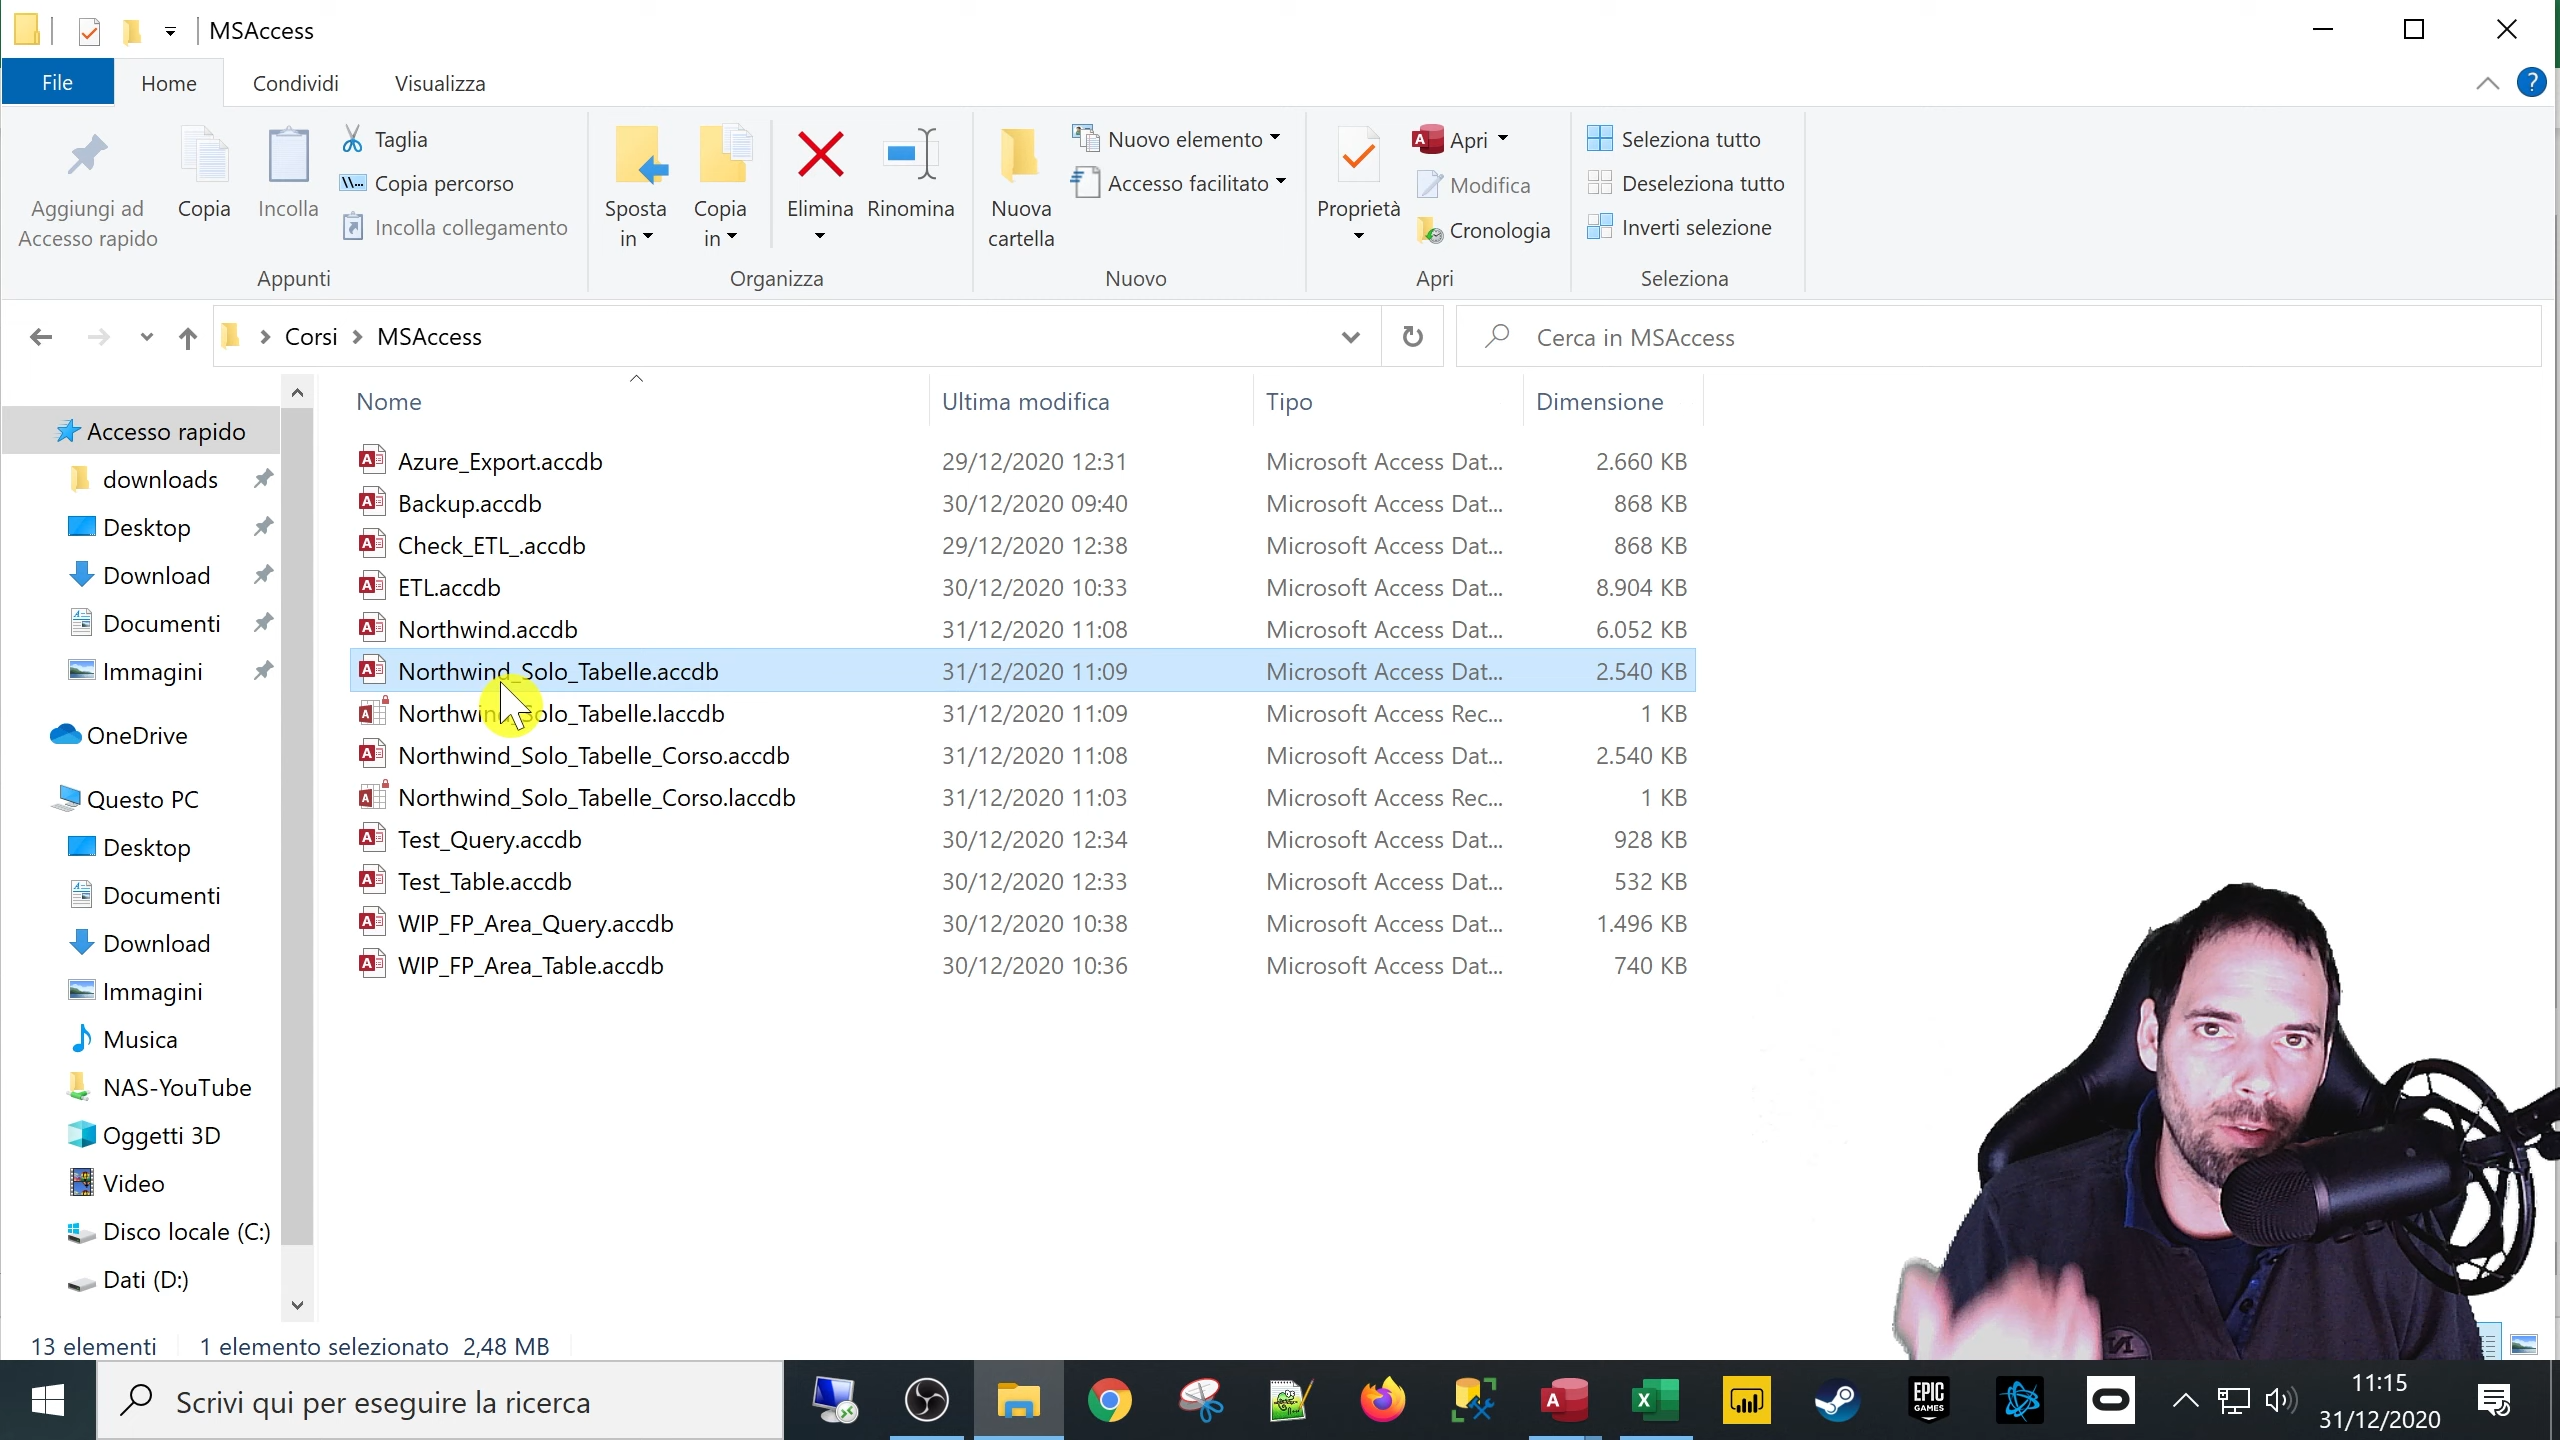 MSAccess
File Home Condividi Visualizza
Aggiungi ad
Accesso rapido
Copia
Incolla
Taglia
Copia percorso
Incolla collegamento
Appunti
Sposta
in
Copia
in
Elimina
Rinomina
Organizza
Nuova
cartella
Nuovo elemento
Accesso facilitato
Nuovo
Proprietà
Apri
Modifica
Cronologia
Apri
Seleziona tutto
Deseleziona tutto
Inverti selezione
Seleziona
Corsi > MSAccess
Cerca in MSAccess
Accesso rapido
downloads
Desktop
Download
Documenti
Immagini
OneDrive
Questo PC
Desktop
Documenti
Download
Immagini
Musica
NAS-YouTube
Oggetti 3D
Video
Disco locale (C:)
Dati (D:)
Nome Ultima modifica Tipo Dimensione
Azure_Export.accdb 29/12/2020 12:31 Microsoft Access Dat... 2.660 KB
Backup.accdb 30/12/2020 09:40 Microsoft Access Dat... 868 KB
Check_ETL_.accdb 29/12/2020 12:38 Microsoft Access Dat... 868 KB
ETL.accdb 30/12/2020 10:33 Microsoft Access Dat... 8.904 KB
Northwind.accdb 31/12/2020 11:08 Microsoft Access Dat... 6.052 KB
Northwind_Solo_Tabelle.accdb 31/12/2020 11:09 Microsoft Access Dat... 2.540 KB
Northwind_Solo_Tabelle.laccdb 31/12/2020 11:09 Microsoft Access Rec... 1 KB
Northwind_Solo_Tabelle_Corso.accdb 31/12/2020 11:08 Microsoft Access Dat... 2.540 KB
Northwind_Solo_Tabelle_Corso.laccdb 31/12/2020 11:03 Microsoft Access Rec... 1 KB
Test_Query.accdb 30/12/2020 12:34 Microsoft Access Dat... 928 KB
Test_Table.accdb 30/12/2020 12:33 Microsoft Access Dat... 532 KB
WIP_FP_Area_Query.accdb 30/12/2020 10:38 Microsoft Access Dat... 1.496 KB
WIP_FP_Area_Table.accdb 30/12/2020 10:36 Microsoft Access Dat... 740 KB
13 elementi 1 elemento selezionato 2,48 MB
Scrivi qui per eseguire la ricerca
EPIC
GAMES
11:15
31/12/2020